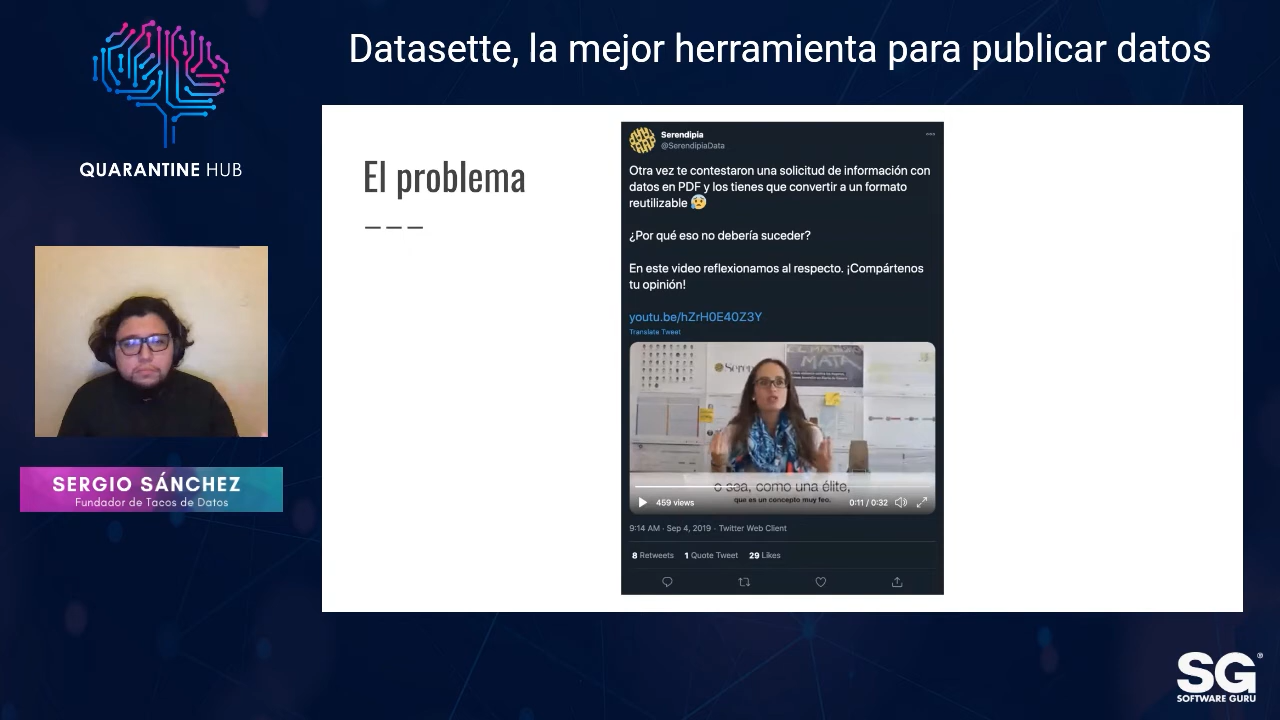 Datasette, la mejor herramienta para publicar datos
QUARANTINE HUB
El problema
Serendipia
@SerendipiaData
Otra vez te contestaron una solicitud de información con
datos en PDF y los tienes que convertir a un formato
reutilizable 😰
¿Por qué eso no debería suceder?
En este video reflexionamos al respecto. ¡Compártenos
tu opinión!
youtu.be/hZrH0E40Z3Y
Translate Tweet
MATA
o sea, como una élite,
que es un concepto muy feo.
459 views
0:11 / 0:32
9:14 AM · Sep 4, 2019 · Twitter Web Client
8 Retweets 1 Quote Tweet 29 Likes
SERGIO SÁNCHEZ
Fundador de Tacos de Datos
SG®
SOFTWARE GURU